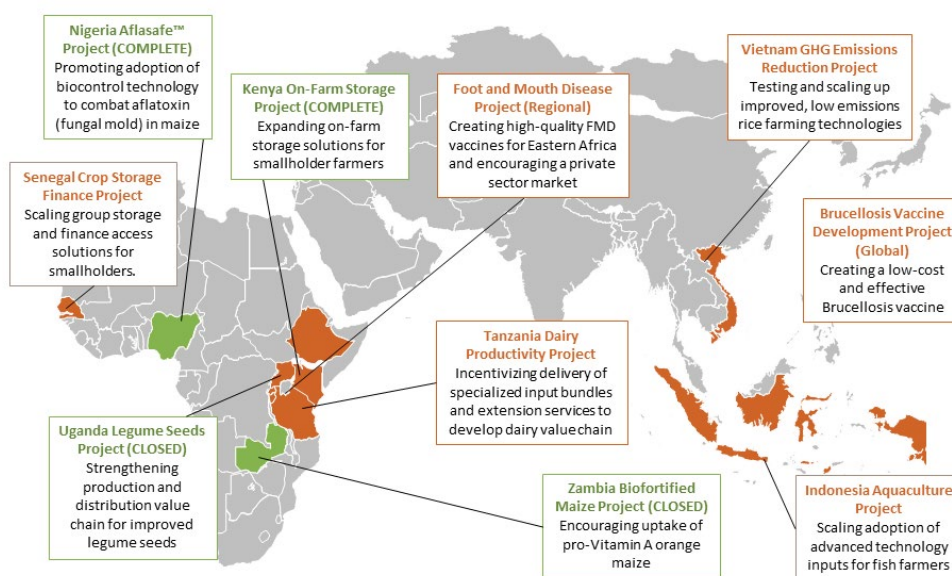 Nigeria Aflasafe™
Project (COMPLETE)
Promoting adoption of
biocontrol technology
to combat aflatoxin
(fungal mold) in maize
Kenya On-Farm Storage
Project (COMPLETE)
Expanding on-farm
storage solutions for
smallholder farmers
Foot and Mouth Disease
Project (Regional)
Creating high-quality FMD
vaccines for Eastern Africa
and encouraging a private
sector market
Vietnam GHG Emissions
Reduction Project
Testing and scaling up
improved, low emissions
rice farming technologies
Senegal Crop Storage
Finance Project
Scaling group storage
and finance access
solutions for
smallholders.
Brucellosis Vaccine
Development Project
(Global)
Creating a low-cost
and effective
Brucellosis vaccine
Tanzania Dairy
Productivity Project
Incentivizing delivery of
specialized input bundles
and extension services to
develop dairy value chain
Uganda Legume Seeds
Project (CLOSED)
Strengthening
production and
distribution value
chain for improved
legume seeds
Zambia Biofortified
Maize Project (CLOSED)
Encouraging uptake of
pro-Vitamin A orange
maize
Indonesia Aquaculture
Project
Scaling adoption of
advanced technology
inputs for fish farmers